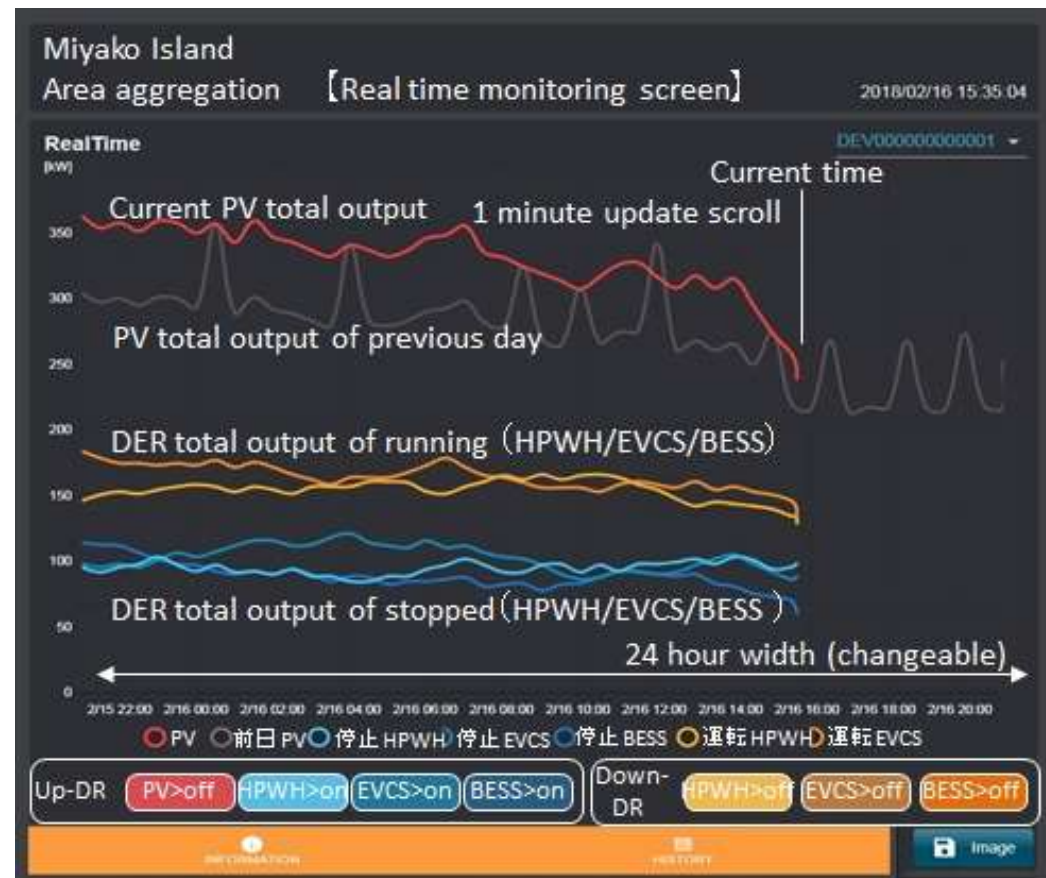 Miyako Island
Area aggregation 【Real time monitoring screen】 2018/02/16 15:35:04
RealTime DEV000000000001
[kW]
Current time
Current PV total output 1 minute update scroll
350
300
PV total output of previous day
250
200
DER total output of running (HPWH/EVCS/BESS)
150
100
DER total output of stopped (HPWH/EVCS/BESS )
50
24 hour width (changeable)
0
2/15 22:00 2/16 00:00 2/16 02:00 2/16 04:00 2/16 06:00 2/16 08:00 2/16 10:00 2/16 12:00 2/16 14:00 2/16 16:00 2/16 18:00 2/16 20:00
PV 前日 PV 停止 HPWH 停止 EVCS 停止 BESS 運転 HPWH 運転 EVCS
Up-DR PV>off HPWH>on EVCS>on BESS>on Down-DR HPWH>off EVCS>off BESS>off
INFORMATION HISTORY Image